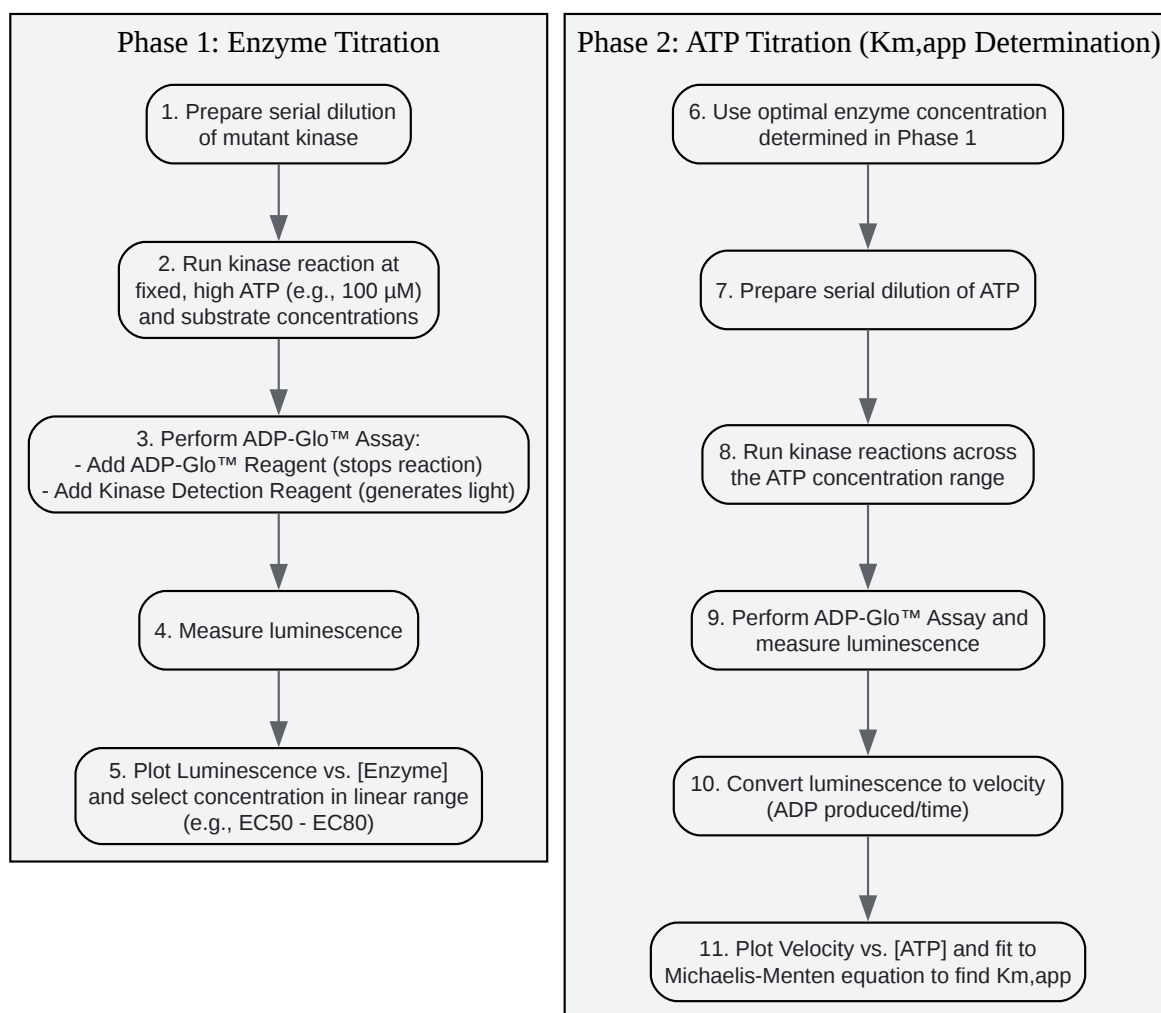 Phase 1: Enzyme Titration
1. Prepare serial dilution
of mutant kinase
2. Run kinase reaction at
fixed, high ATP (e.g., 100 µM)
and substrate concentrations
3. Perform ADP-Glo™ Assay:
- Add ADP-Glo™ Reagent (stops reaction)
- Add Kinase Detection Reagent (generates light)
4. Measure luminescence
5. Plot Luminescence vs. [Enzyme]
and select concentration in linear range
(e.g., EC50 - EC80)
Phase 2: ATP Titration (Km,app Determination)
6. Use optimal enzyme concentration
determined in Phase 1
7. Prepare serial dilution of ATP
8. Run kinase reactions across
the ATP concentration range
9. Perform ADP-Glo™ Assay and
measure luminescence
10. Convert luminescence to velocity
(ADP produced/time)
11. Plot Velocity vs. [ATP] and fit to
Michaelis-Menten equation to find Km,app